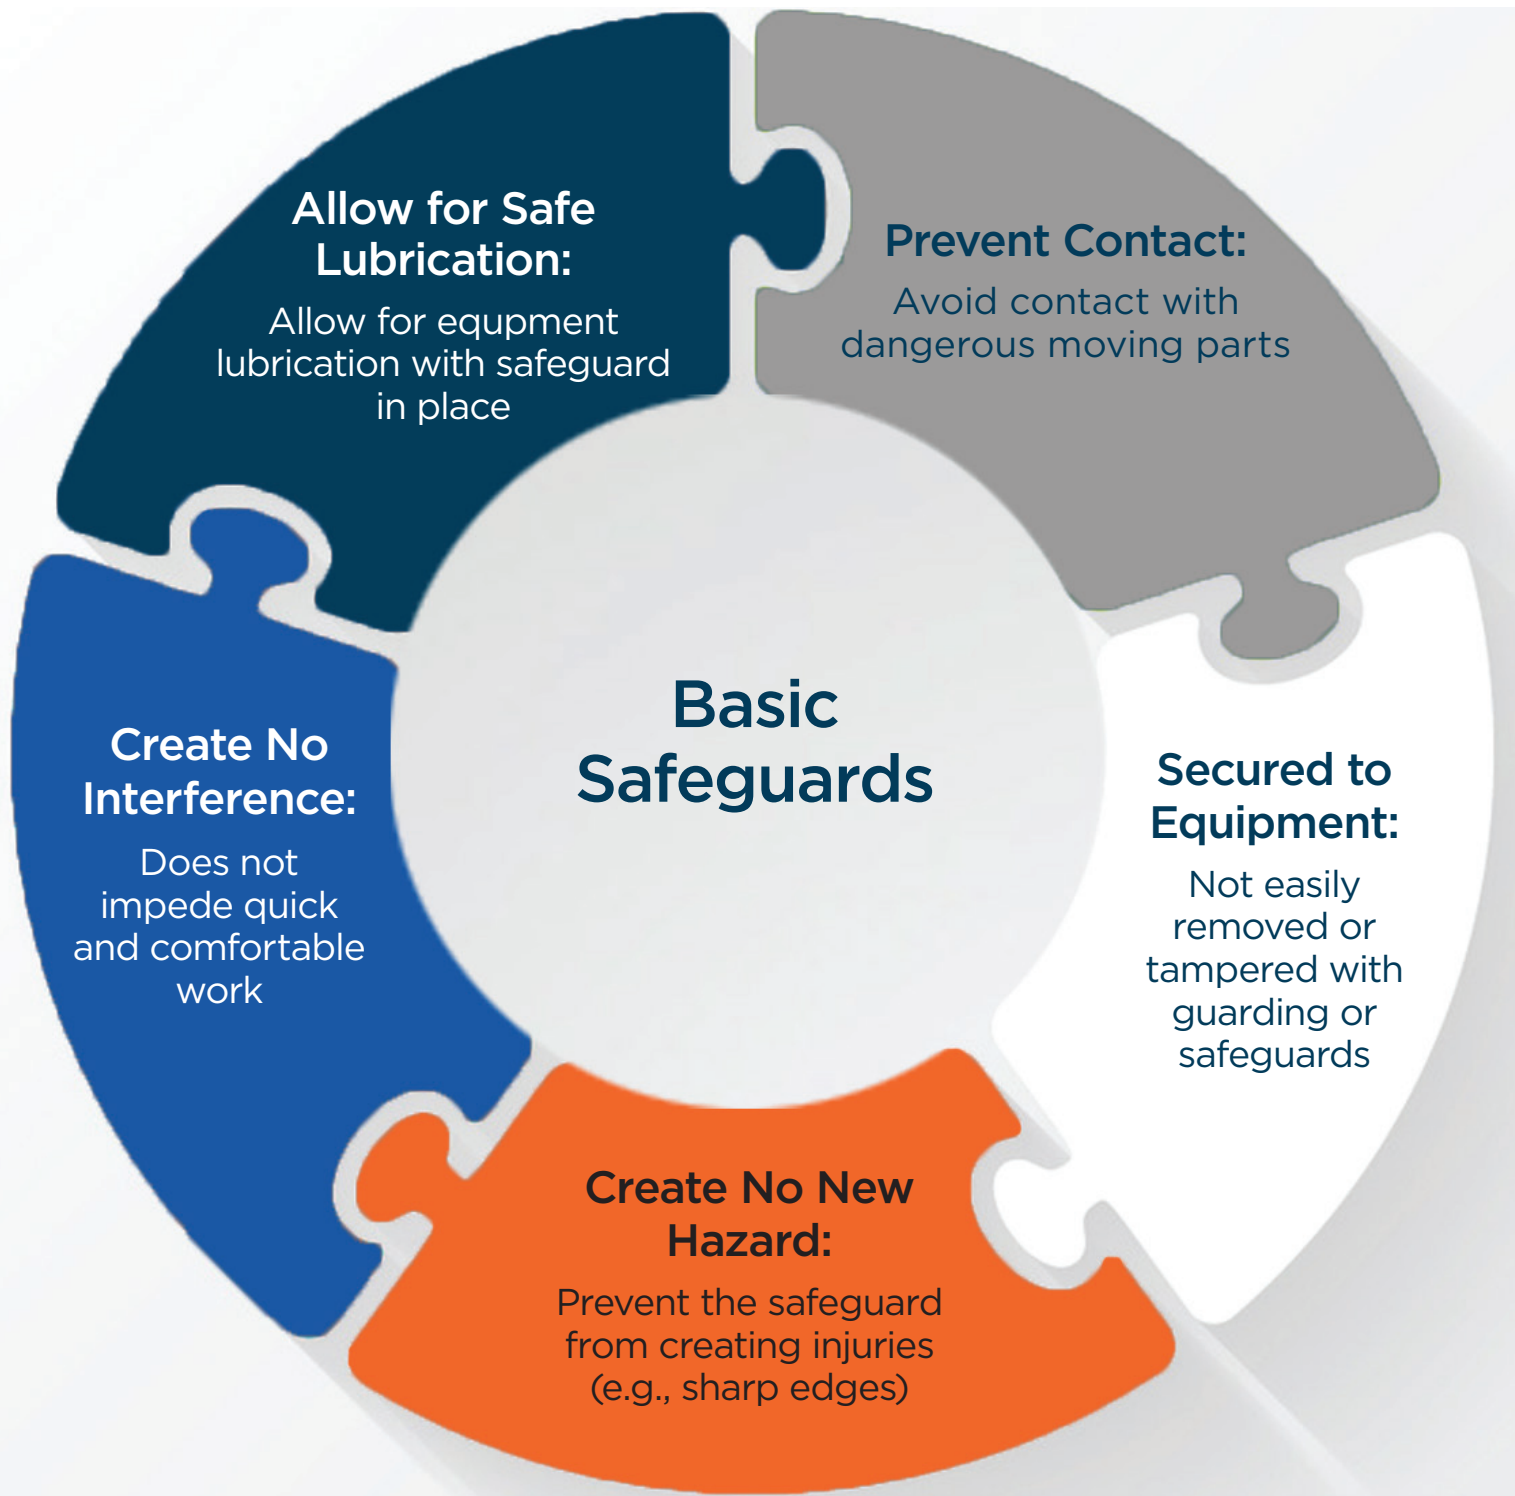 Allow for Safe
Lubrication:
Allow for equpment
lubrication with safeguard
in place
Prevent Contact:
Avoid contact with
dangerous moving parts
Basic
Safeguards
Create No
Interference:
Does not
impede quick
and comfortable
work
Secured to
Equipment:
Not easily
removed or
tampered with
guarding or
safeguards
Create No New
Hazard:
Prevent the safeguard
from creating injuries
(e.g., sharp edges)